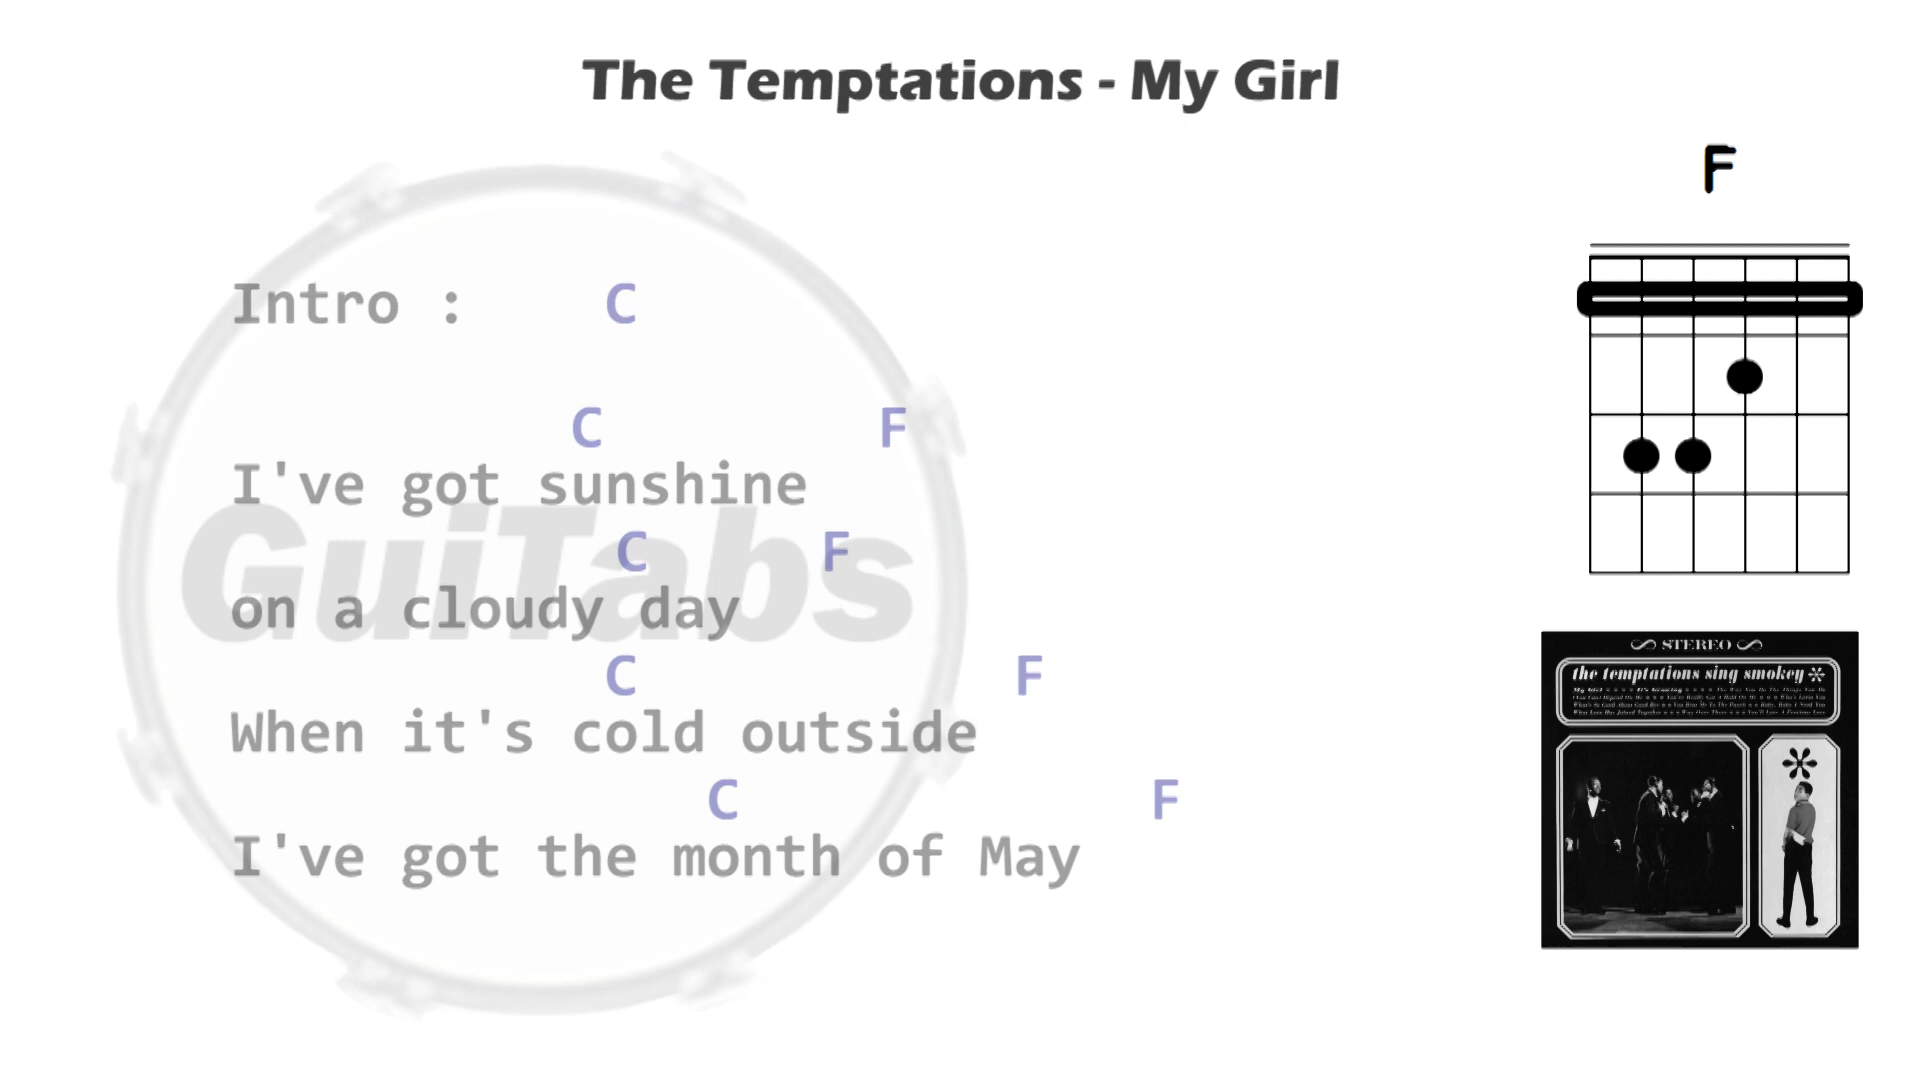 The Temptations - My Girl
F
Intro : C
C F
I've got sunshine
C F
on a cloudy day
C F
When it's cold outside
C F
I've got the month of May
GuiTabs
STEREO
the temptations sing smokey